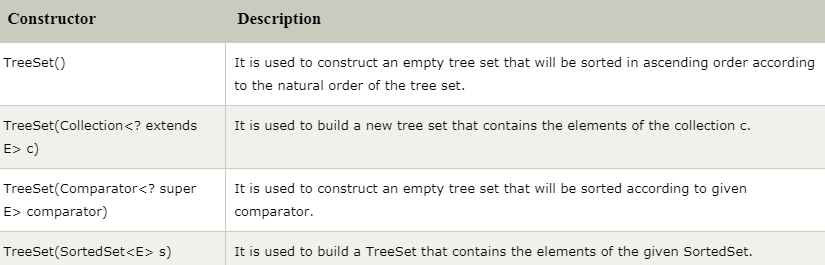 Constructor Description
TreeSet() It is used to construct an empty tree set that will be sorted in ascending order according
to the natural order of the tree set.
TreeSet(Collection<? extends It is used to build a new tree set that contains the elements of the collection c.
E> c)
TreeSet(Comparator<? super It is used to construct an empty tree set that will be sorted according to given
E> comparator) comparator.
TreeSet(SortedSet<E> s) It is used to build a TreeSet that contains the elements of the given SortedSet.